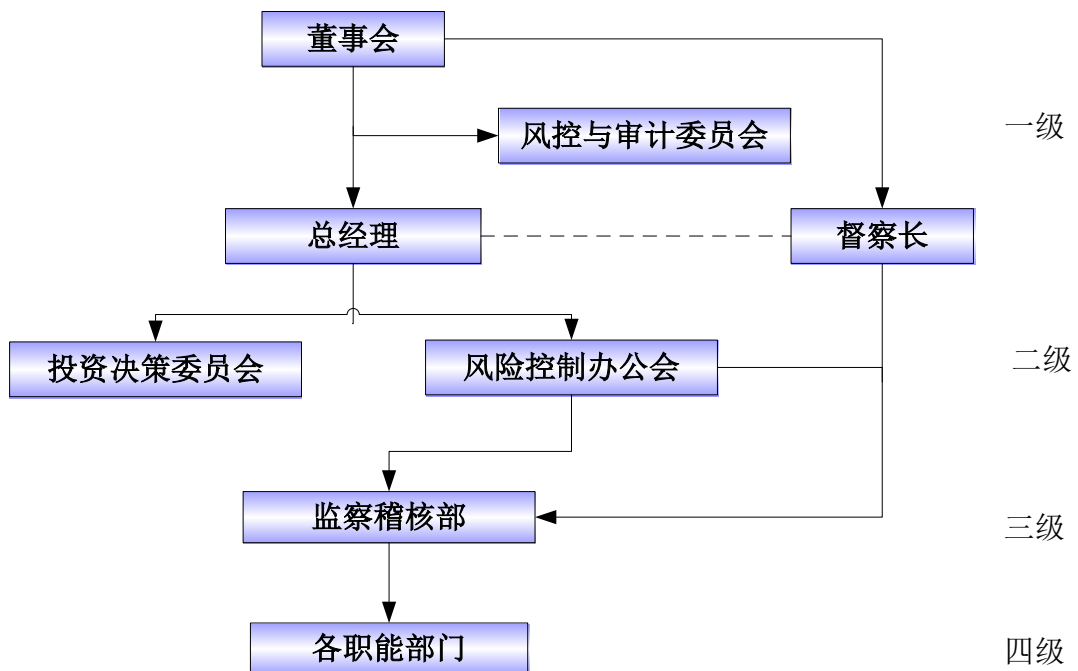 董事会
风控与审计委员会
一级
总经理
督察长
投资决策委员会
风险控制办公会
二级
监察稽核部
三级
各职能部门
四级